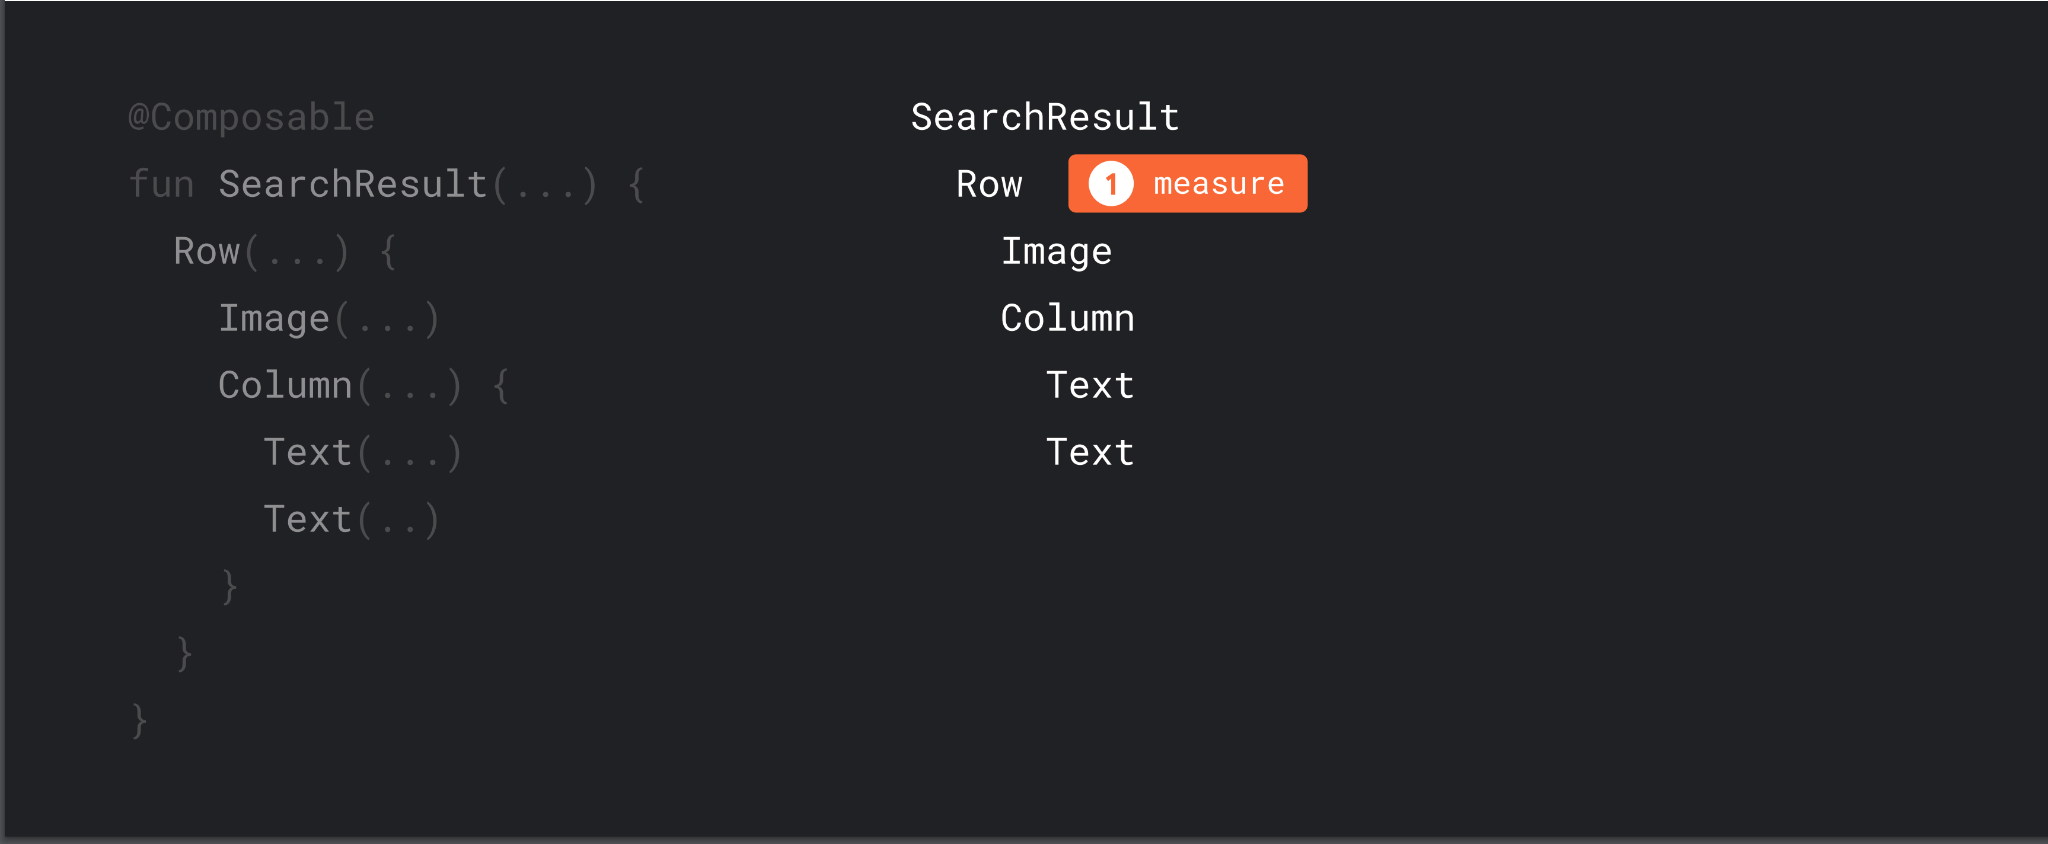 @Composable
fun SearchResult(...) {
Row(...) {
Image(...)
Column(...) {
Text(...)
Text(..)
}
}
}
SearchResult
Row 1 measure
Image
Column
Text
Text